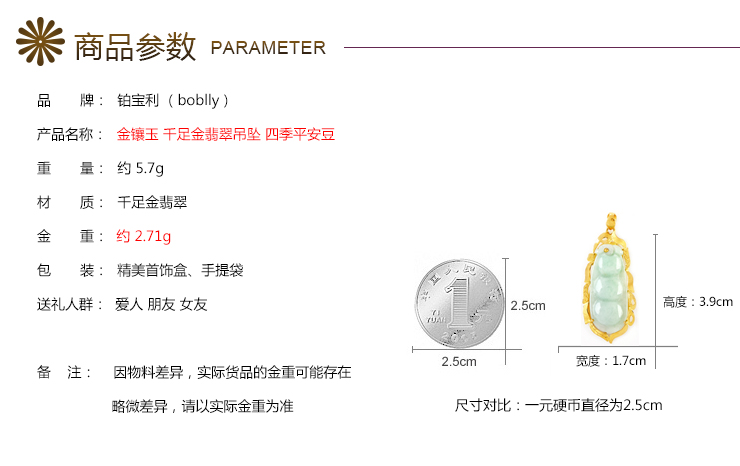 商品参数 PARAMETER
品 牌： 铂宝利（boblly）
产品名称： 金镶玉 千足金翡翠吊坠 四季平安豆
重 量： 约 5.7g
材 质： 千足金翡翠
金 重： 约 2.71g
包 装： 精美首饰盒、手提袋
送礼人群： 爱人 朋友 女友
备 注： 因物料差异，实际货品的金重可能存在
略微差异，请以实际金重为准
YI
YUAN
1
2.5cm
2.5cm
高度：3.9cm
宽度：1.7cm
尺寸对比：一元硬币直径为2.5cm